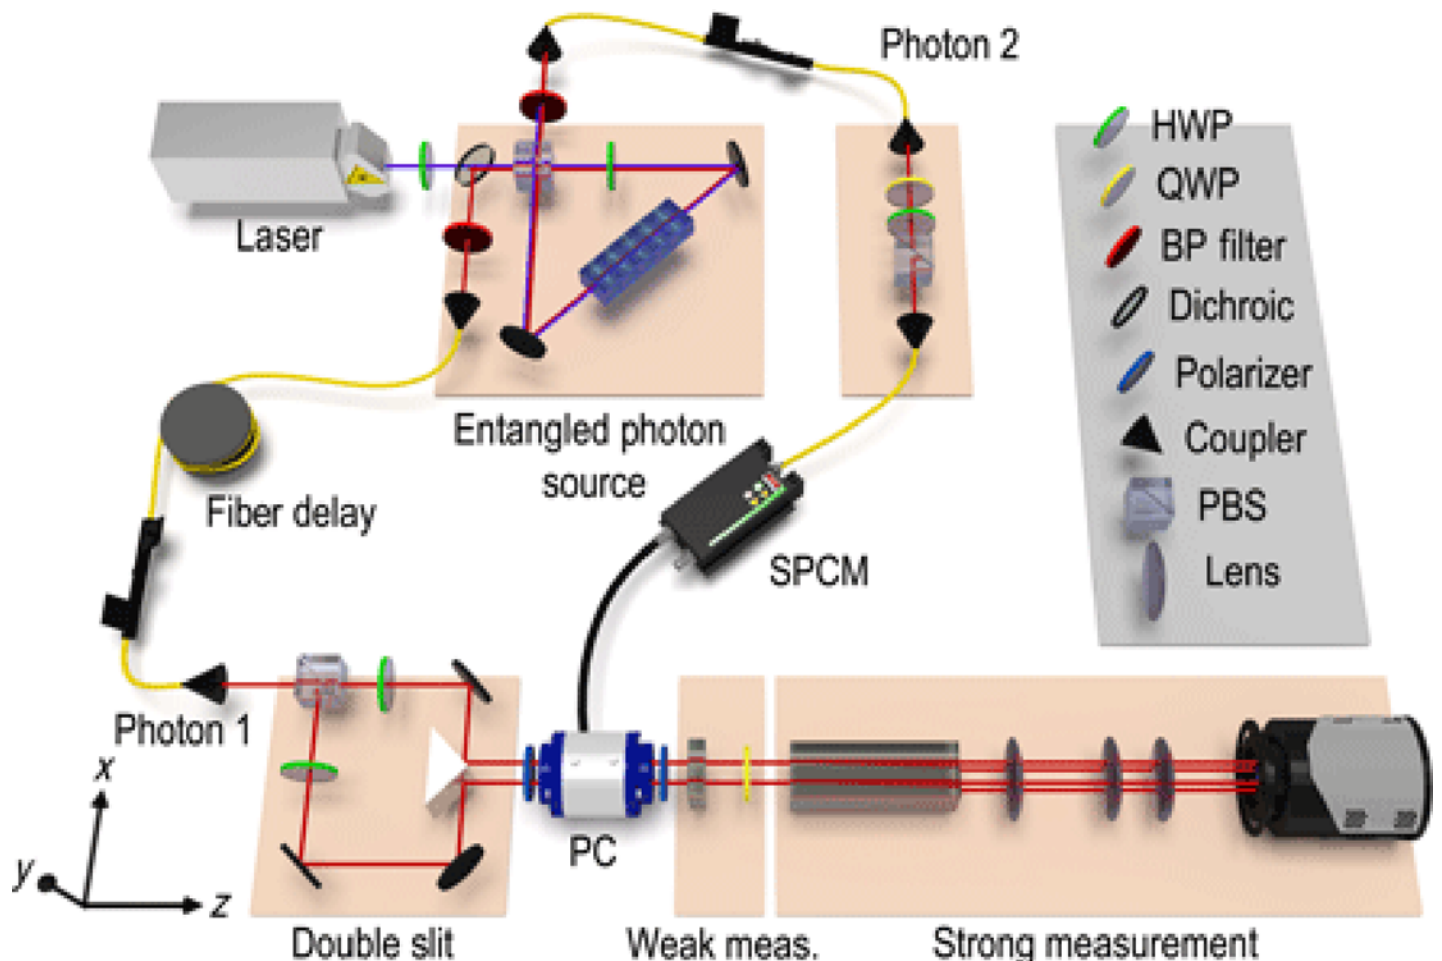 Photon 2
HWP
QWP
Laser
BP filter
Dichroic
Polarizer
Entangled photon
source
Coupler
Fiber delay
PBS
SPCM
Lens
Photon 1
x
y
z
PC
Double slit
Weak meas.
Strong measurement